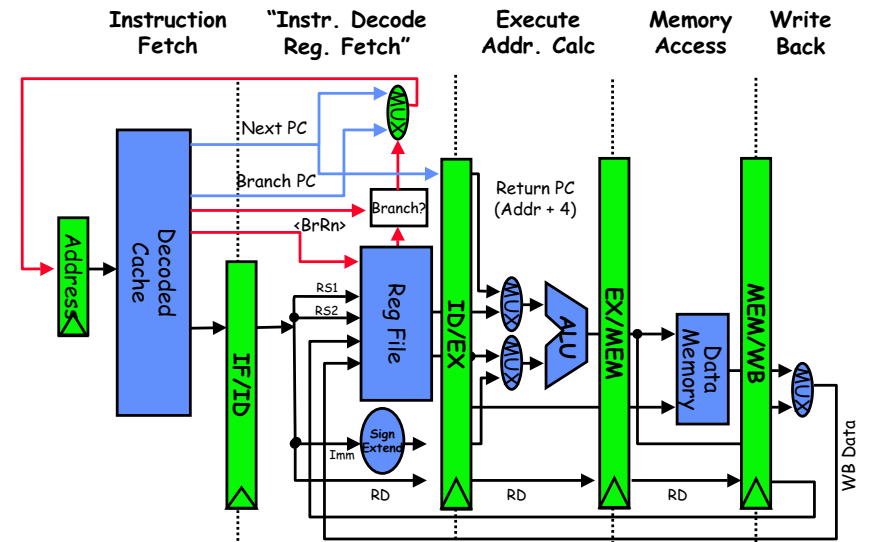 Instruction
Fetch
“Instr. Decode
Reg. Fetch”
Execute
Addr. Calc
Memory
Access
Write
Back
MUX
Next PC
Branch PC
Return PC
(Addr + 4)
Branch?
<BrRn>
Address
Decoded
Cache
IF/ID
RS1
RS2
Reg File
ID/EX
MUX
MUX
ALU
EX/MEM
Data
Memory
MEM/WB
MUX
Sign
Extend
Imm
RD
RD
RD
WB Data